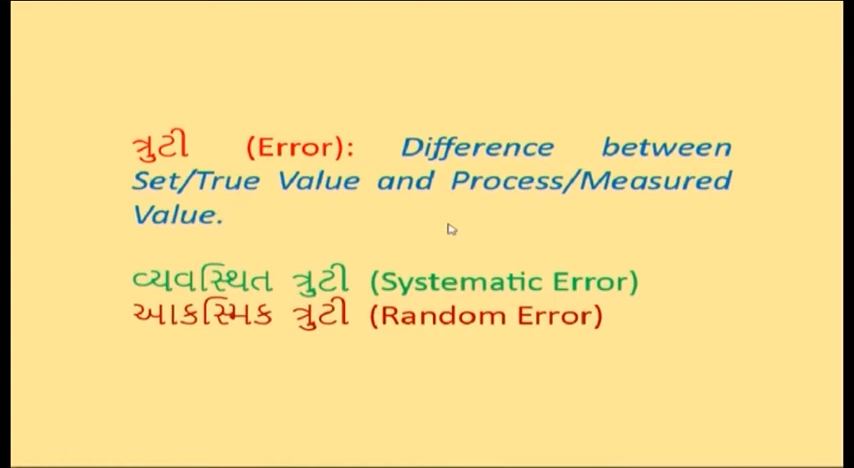 ત્રુટી (Error): Difference between
Set/True Value and Process/Measured
Value.
વ્યવસ્થિત ત્રુટી (Systematic Error)
આકસ્મિક ત્રુટી (Random Error)